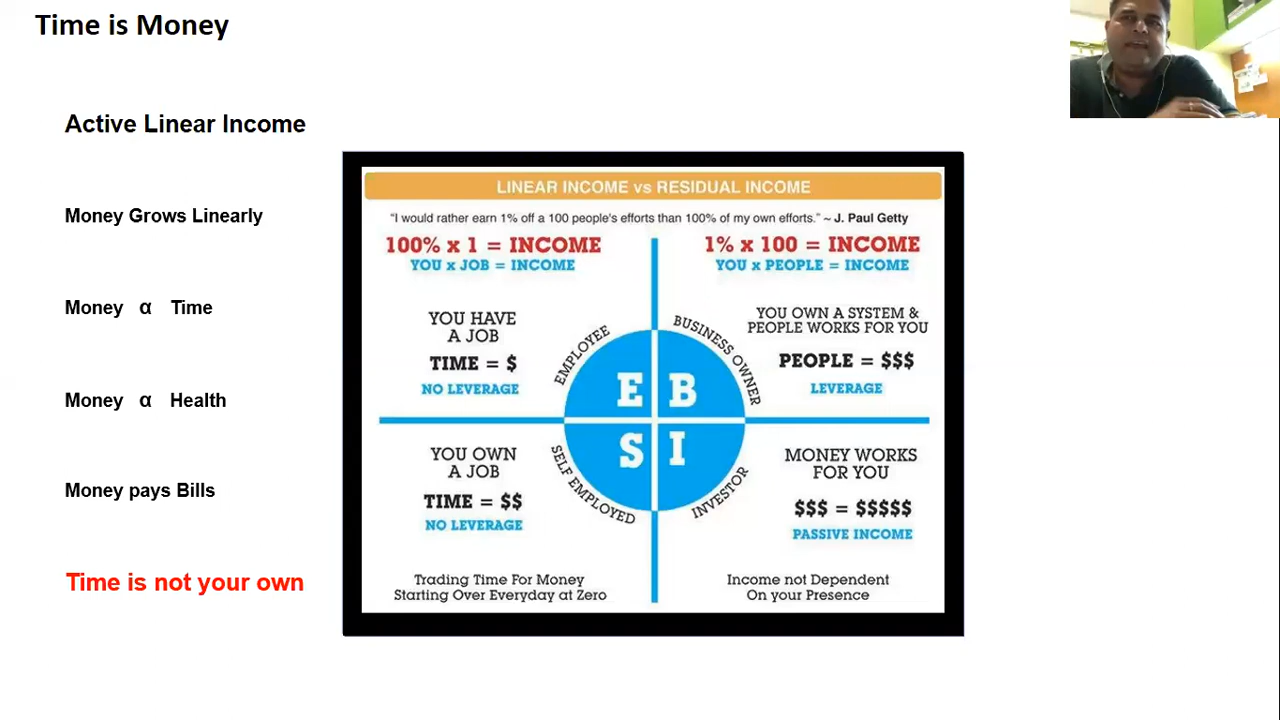 Time is Money
Active Linear Income
Money Grows Linearly
Money α Time
Money α Health
Money pays Bills
Time is not your own
LINEAR INCOME vs RESIDUAL INCOME
“I would rather earn 1% off a 100 people's efforts than 100% of my own efforts.” ~ J. Paul Getty
100% x 1 = INCOME
YOU x JOB = INCOME
1% x 100 = INCOME
YOU x PEOPLE = INCOME
YOU HAVE
A JOB
TIME = $
NO LEVERAGE
EMPLOYEE
BUSINESS OWNER
YOU OWN A SYSTEM &
PEOPLE WORKS FOR YOU
PEOPLE = $$$
LEVERAGE
E B
S I
YOU OWN
A JOB
TIME = $$
NO LEVERAGE
SELF EMPLOYED
INVESTOR
MONEY WORKS
FOR YOU
$$$ = $$$$$
PASSIVE INCOME
Trading Time For Money
Starting Over Everyday at Zero
Income not Dependent
On your Presence